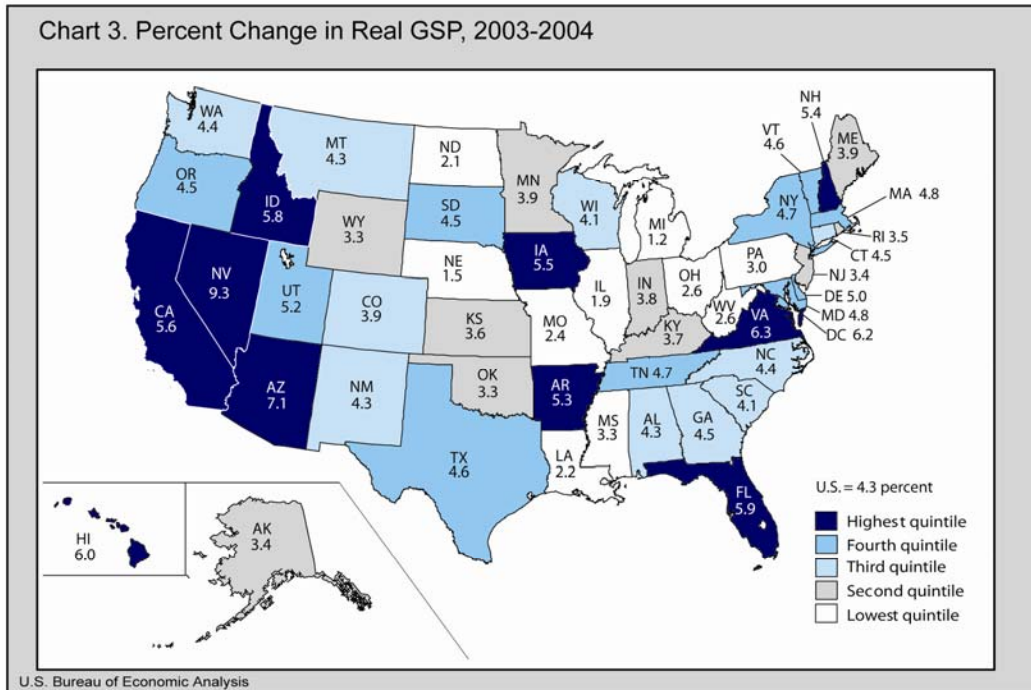 Chart 3. Percent Change in Real GSP, 2003-2004
WA
4.4
MT
4.3
ND
2.1
MN
3.9
NH
5.4
VT
4.6
ME
3.9
OR
4.5
ID
5.8
SD
4.5
WI
4.1
NY
4.7
MA 4.8
WY
3.3
MI
1.2
RI 3.5
CT 4.5
NJ 3.4
DE 5.0
MD 4.8
DC 6.2
NE
1.5
IA
5.5
PA
3.0
NV
9.3
UT
5.2
CO
3.9
IL
1.9
IN
3.8
OH
2.6
WV
2.6
VA
6.3
CA
5.6
KS
3.6
MO
2.4
KY
3.7
NC
4.4
TN 4.7
AZ
7.1
NM
4.3
OK
3.3
AR
5.3
SC
4.1
MS
3.3
AL
4.3
GA
4.5
TX
4.6
LA
2.2
FL
5.9
HI
6.0
AK
3.4
U.S. = 4.3 percent
Highest quintile
Fourth quintile
Third quintile
Second quintile
Lowest quintile
U.S. Bureau of Economic Analysis